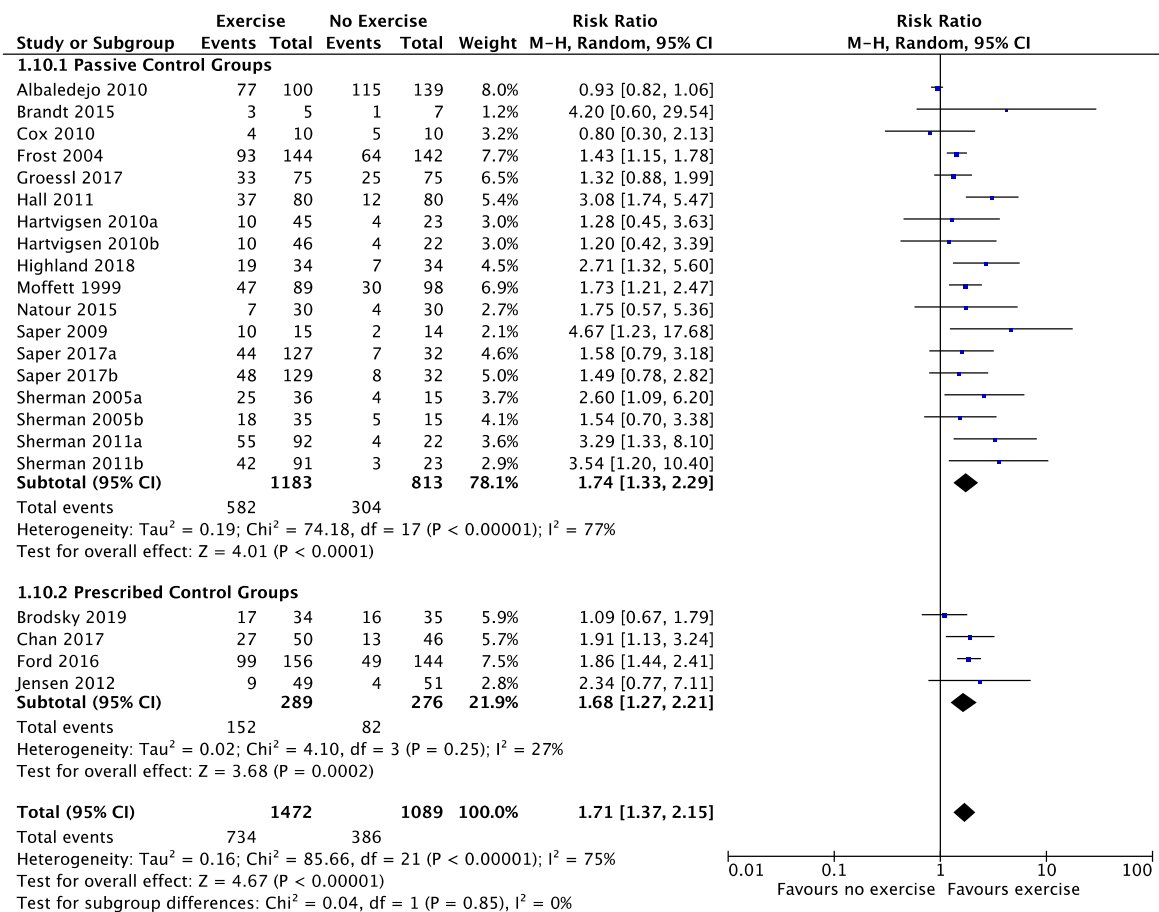 Exercise No Exercise Risk Ratio Risk Ratio
Study or Subgroup Events Total Events Total Weight M-H, Random, 95% CI M-H, Random, 95% CI
1.10.1 Passive Control Groups
Albaledejo 2010 77 100 115 139 8.0% 0.93 [0.82, 1.06]
Brandt 2015 3 5 1 7 1.2% 4.20 [0.60, 29.54]
Cox 2010 4 10 5 10 3.2% 0.80 [0.30, 2.13]
Frost 2004 93 144 64 142 7.7% 1.43 [1.15, 1.78]
Groessl 2017 33 75 25 75 6.5% 1.32 [0.88, 1.99]
Hall 2011 37 80 12 80 5.4% 3.08 [1.74, 5.47]
Hartvigsen 2010a 10 45 4 23 3.0% 1.28 [0.45, 3.63]
Hartvigsen 2010b 10 46 4 22 3.0% 1.20 [0.42, 3.39]
Highland 2018 19 34 7 34 4.5% 2.71 [1.32, 5.60]
Moffett 1999 47 89 30 98 6.9% 1.73 [1.21, 2.47]
Natour 2015 7 30 4 30 2.7% 1.75 [0.57, 5.36]
Saper 2009 10 15 2 14 2.1% 4.67 [1.23, 17.68]
Saper 2017a 44 127 7 32 4.6% 1.58 [0.79, 3.18]
Saper 2017b 48 129 8 32 5.0% 1.49 [0.78, 2.82]
Sherman 2005a 25 36 4 15 3.6% 2.60 [1.09, 6.20]
Sherman 2005b 18 35 5 15 4.1% 1.54 [0.70, 3.38]
Sherman 2011a 55 92 4 22 3.6% 3.29 [1.33, 8.10]
Sherman 2011b 42 91 3 23 2.9% 3.54 [1.20, 10.40]
Subtotal (95% CI) 1183 813 78.1% 1.74 [1.33, 2.29]
Total events 582 304
Heterogeneity: Tau² = 0.19; Chi² = 74.18, df = 17 (P < 0.00001); I² = 77%
Test for overall effect: Z = 4.01 (P < 0.0001)
1.10.2 Prescribed Control Groups
Brodsky 2019 17 34 16 35 5.9% 1.09 [0.67, 1.79]
Chan 2017 27 50 13 46 5.7% 1.91 [1.13, 3.24]
Ford 2016 99 156 49 144 7.5% 1.86 [1.44, 2.41]
Jensen 2012 9 49 4 51 2.8% 2.34 [0.77, 7.11]
Subtotal (95% CI) 289 276 21.9% 1.68 [1.27, 2.21]
Total events 152 82
Heterogeneity: Tau² = 0.02; Chi² = 4.10, df = 3 (P = 0.25); I² = 27%
Test for overall effect: Z = 3.68 (P = 0.0002)
Total (95% CI) 1472 1089 100.0% 1.71 [1.37, 2.15]
Total events 734 386
Heterogeneity: Tau² = 0.16; Chi² = 85.66, df = 21 (P < 0.00001); I² = 75%
Test for overall effect: Z = 4.67 (P < 0.00001)
Test for subgroup differences: Chi² = 0.04, df = 1 (P = 0.85), I² = 0%
0.01 0.1 1 10 100
Favours no exercise Favours exercise